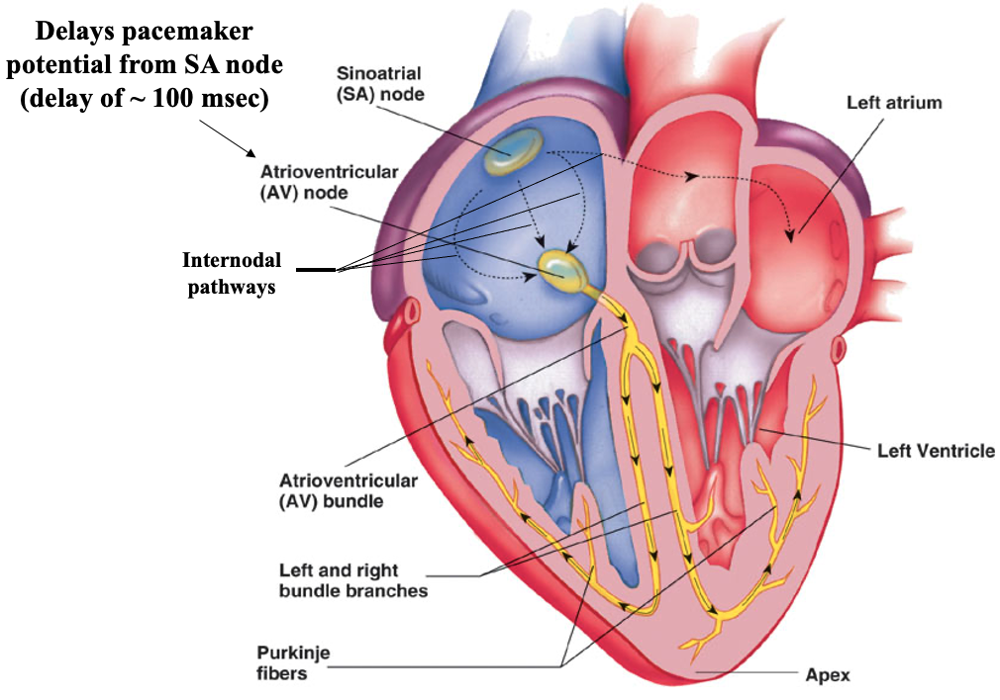 Delays pacemaker
potential from SA node
(delay of ~ 100 msec)
Sinoatrial
(SA) node
Left atrium
Atrioventricular
(AV) node
Internodal
pathways
Left Ventricle
Atrioventricular
(AV) bundle
Left and right
bundle branches
Purkinje
fibers
Apex